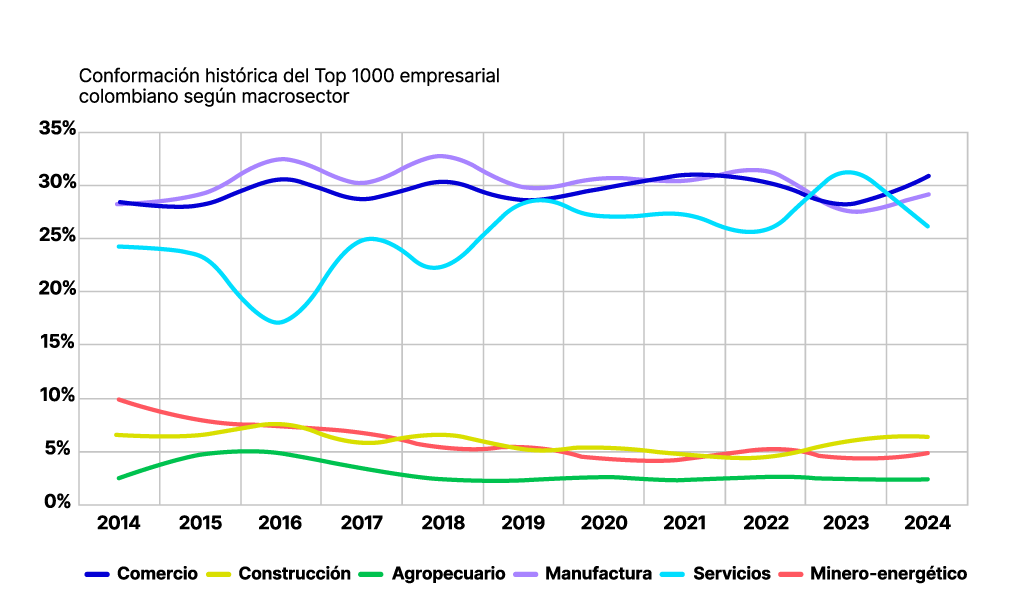 Conformación histórica del Top 1000 empresarial
colombiano según macrosector
35%
30%
25%
20%
15%
10%
5%
0%
2014 2015 2016 2017 2018 2019 2020 2021 2022 2023 2024
Comercio Construcción Agropecuario Manufactura Servicios Minero-energético